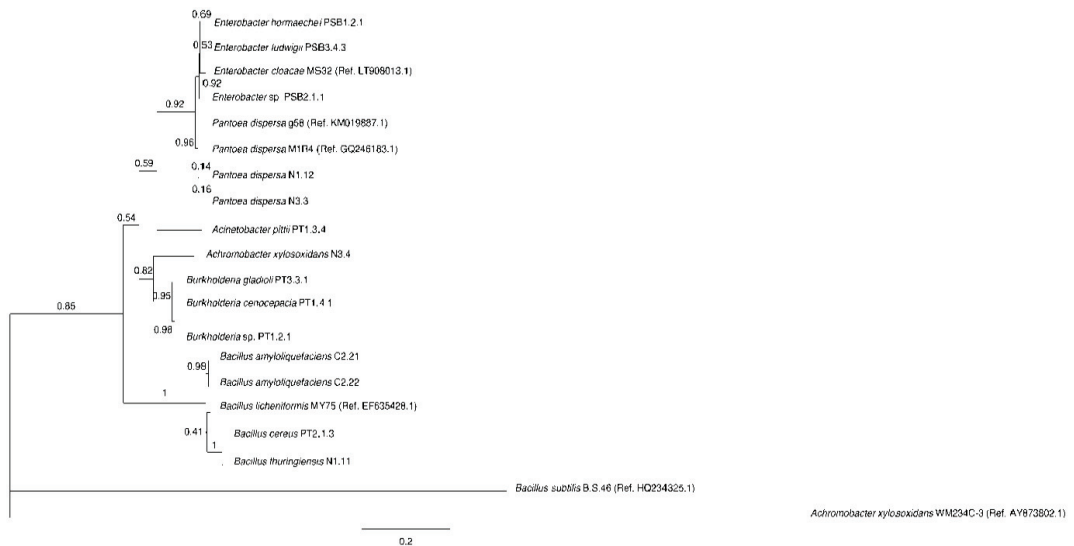 0.69
Enterobacter hormaechei PSB1.2.1
0.53 Enterobacter ludwigii PSB3.4.3
Enterobacter cloacae MS32 (Ref. LT908013.1)
0.92
Enterobacter sp PSB2.1.1
0.92
Pantoea dispersa g58 (Ref. KM019887.1)
0.96
Pantoea dispersa M1R4 (Ref. GQ246183.1)
0.59
0.14
Pantoea dispersa N1.12
0.16
Pantoea dispersa N3.3
0.54
Acinetobacter pittii PT1.3.4
Achromobacter xylosoxidans N3.4
0.82
Burkholderia gladioli PT3.3.1
0.95
Burkholderia cenocepacia PT1.4 1
0.85
0.98
Burkholderia sp. PT1.2.1
Bacillus amyloliquefaciens C2.21
0.98
Bacillus amyloliquefaciens C2.22
1
Bacillus licheniformis MY75 (Ref. EF635428.1)
0.41
Bacillus cereus PT2.1.3
1
Bacillus thuringiensis N1.11
Bacillus subtilis B.S.46 (Ref. HQ234325.1)
Achromobacter xylosoxidans WM234C-3 (Ref. AY873802.1)
0.2